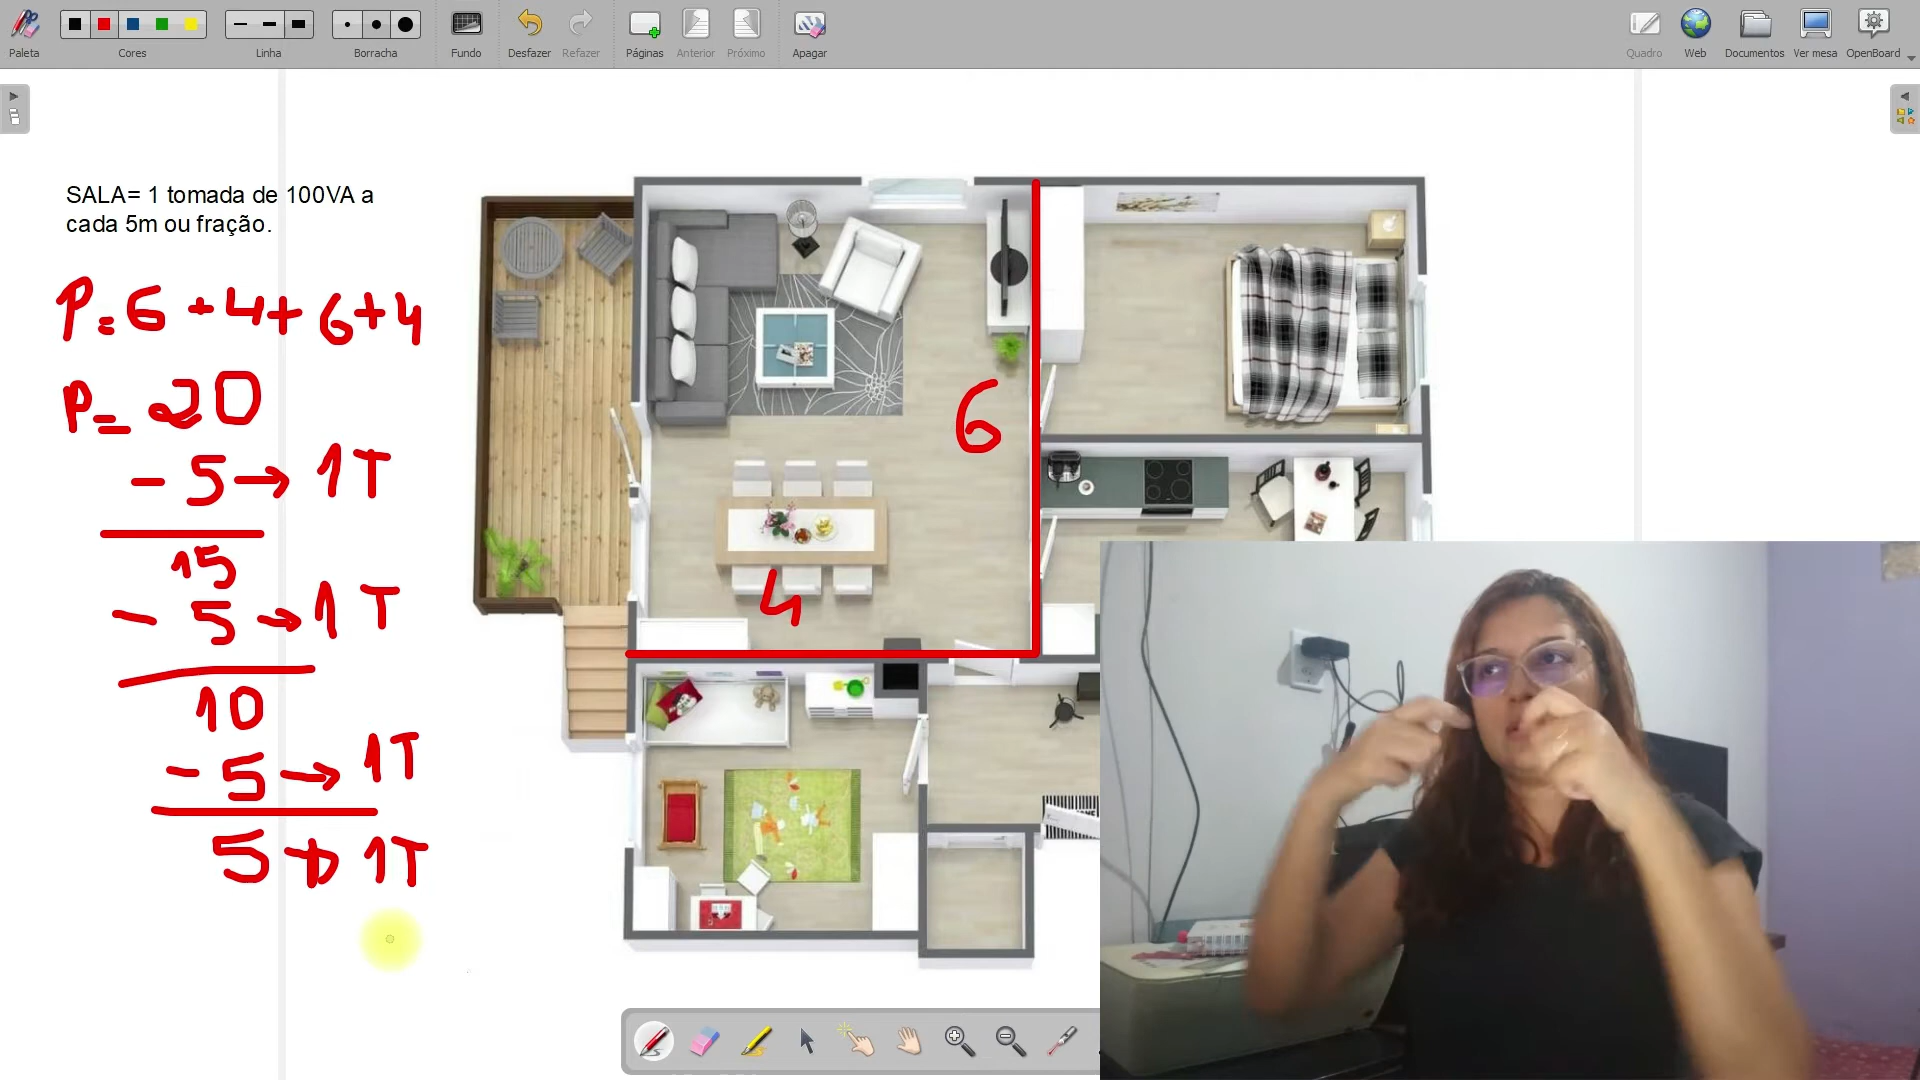 Paleta
Cores
Linha
Borracha
Fundo
Desfazer
Refazer
Páginas
Anterior
Próximo
Apagar
Quadro
Web
Documentos
Ver mesa
OpenBoard
SALA= 1 tomada de 100VA a
cada 5m ou fração.
P=6+4+6+4
P=20
-5→1T
15
-5→1T
10
-5→1T
5→1T
6
4